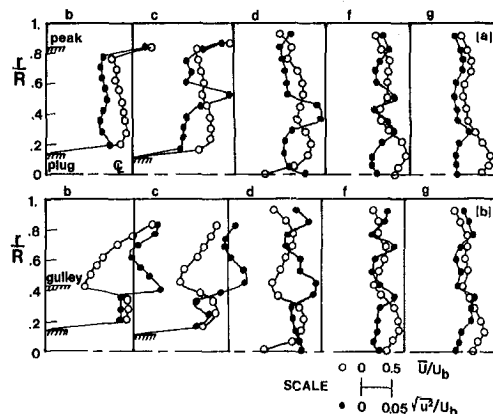 b c d f g
1. peak [a]
.8
r/R .6
.4
.2
plug ℄
0
b c d f g
1. [b]
r/R .8
.6
gulley
.4
.2
0
○ 0 0.5 U̅/U_b
SCALE
● 0 0.05 √u̅²/U_b